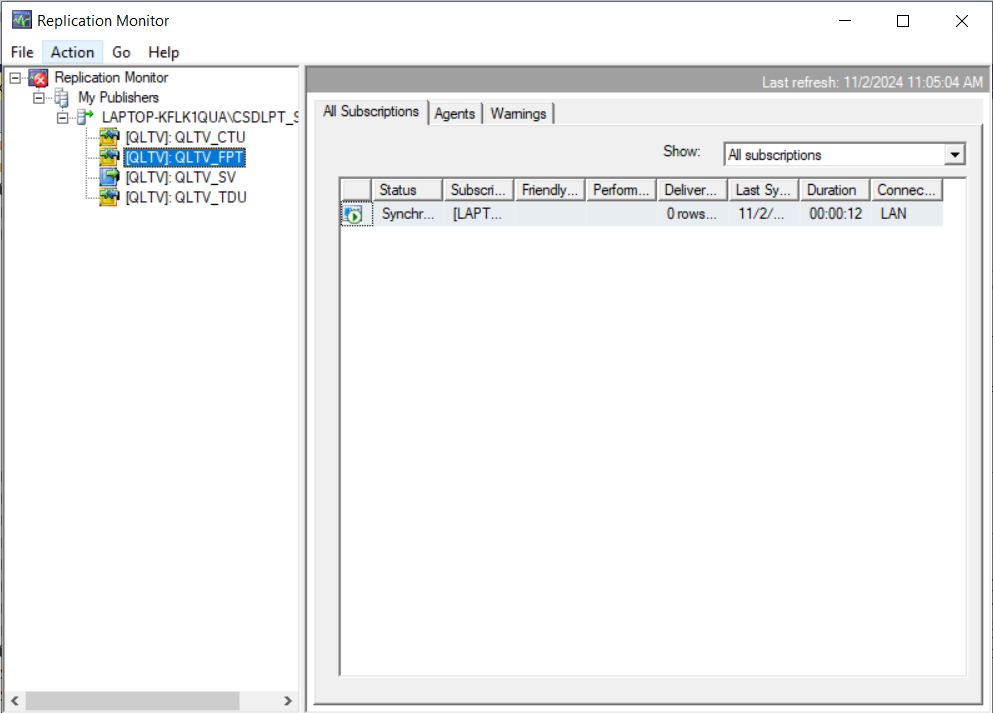 Replication Monitor
File Action Go Help
Replication Monitor
My Publishers
LAPTOP-KFLK1QUA\CSDLPT_S
[QLTV]: QLTV_CTU
[QLTV]: QLTV_FPT
[QLTV]: QLTV_SV
[QLTV]: QLTV_TDU
Last refresh: 11/2/2024 11:05:04 AM
All Subscriptions Agents Warnings
Show: All subscriptions
Status Subscri... Friendly... Perform... Deliver... Last Sy... Duration Connec...
Synchr... [LAPT... 0 rows... 11/2/... 00:00:12 LAN